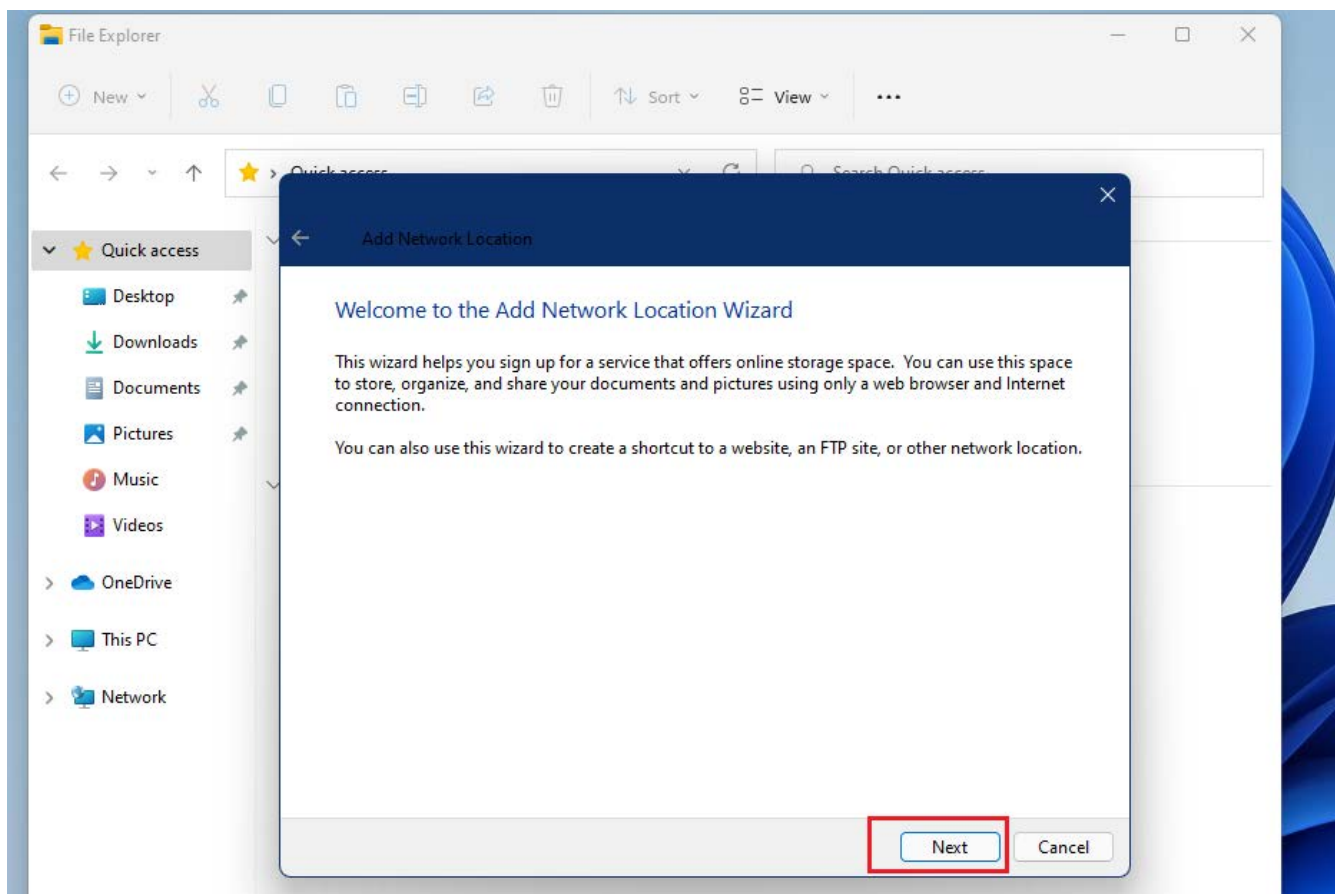 File Explorer
New
Sort
View
Quick access
Search Quick access
Quick access
Desktop
Downloads
Documents
Pictures
Music
Videos
OneDrive
This PC
Network
Add Network Location
Welcome to the Add Network Location Wizard
This wizard helps you sign up for a service that offers online storage space. You can use this space
to store, organize, and share your documents and pictures using only a web browser and Internet
connection.
You can also use this wizard to create a shortcut to a website, an FTP site, or other network location.
Next
Cancel